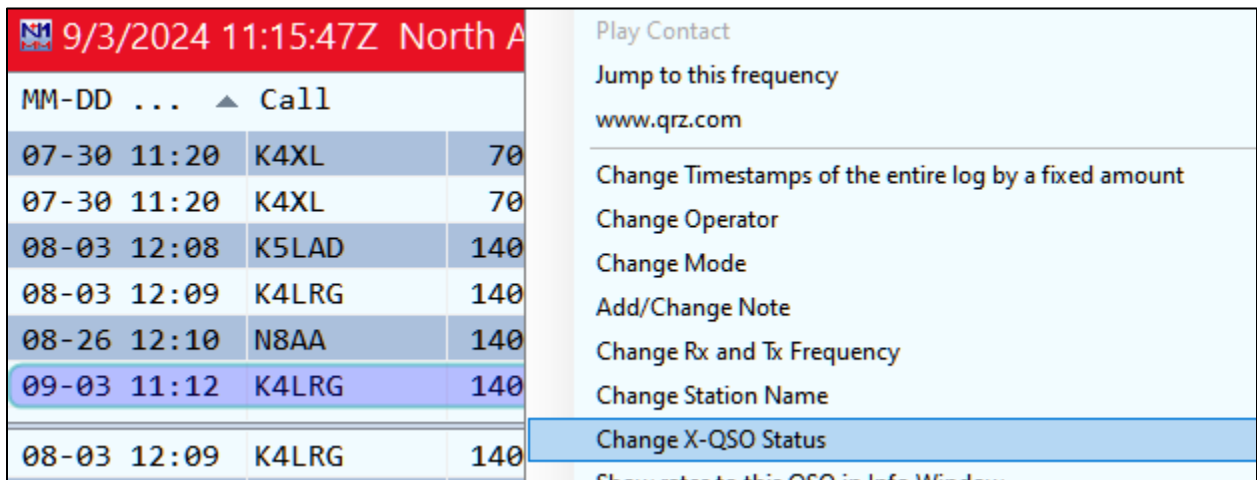 9/3/2024 11:15:47Z North A
MM-DD ... Call
07-30 11:20 K4XL 70
07-30 11:20 K4XL 70
08-03 12:08 K5LAD 140
08-03 12:09 K4LRG 140
08-26 12:10 N8AA 140
09-03 11:12 K4LRG 140
08-03 12:09 K4LRG 140
Play Contact
Jump to this frequency
www.qrz.com
Change Timestamps of the entire log by a fixed amount
Change Operator
Change Mode
Add/Change Note
Change Rx and Tx Frequency
Change Station Name
Change X-QSO Status